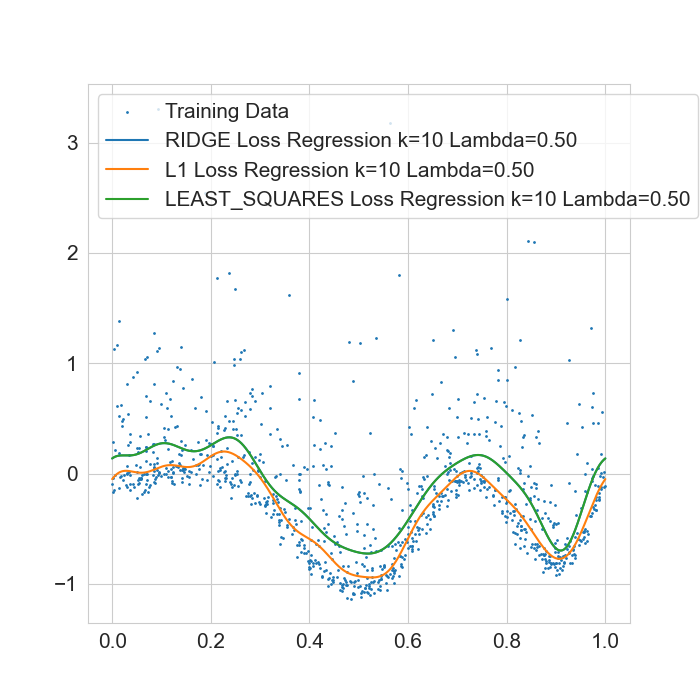 Training Data
RIDGE Loss Regression k=10 Lambda=0.50
L1 Loss Regression k=10 Lambda=0.50
LEAST_SQUARES Loss Regression k=10 Lambda=0.50
3
2
1
0
−1
0.0 0.2 0.4 0.6 0.8 1.0